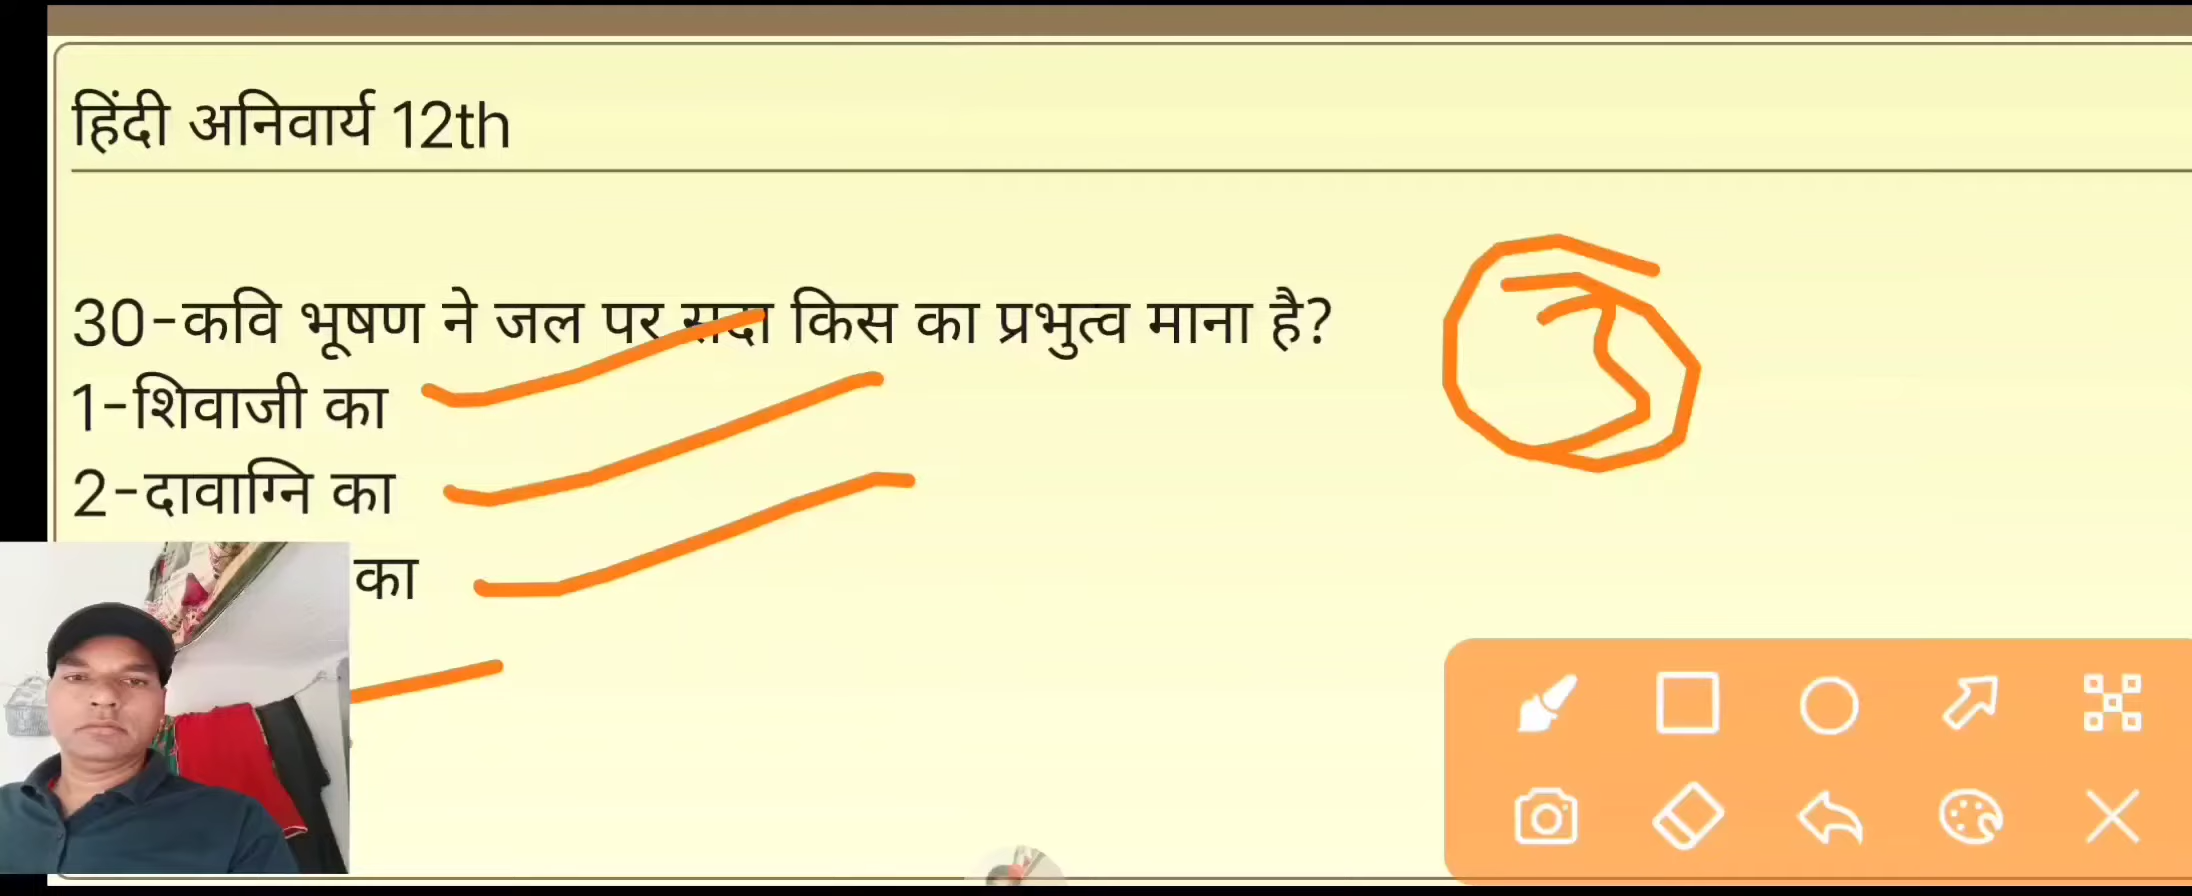 हिंदी अनिवार्य 12th
30-कवि भूषण ने जल पर सदा किस का प्रभुत्व माना है?
1-शिवाजी का
2-दावाग्नि का
का